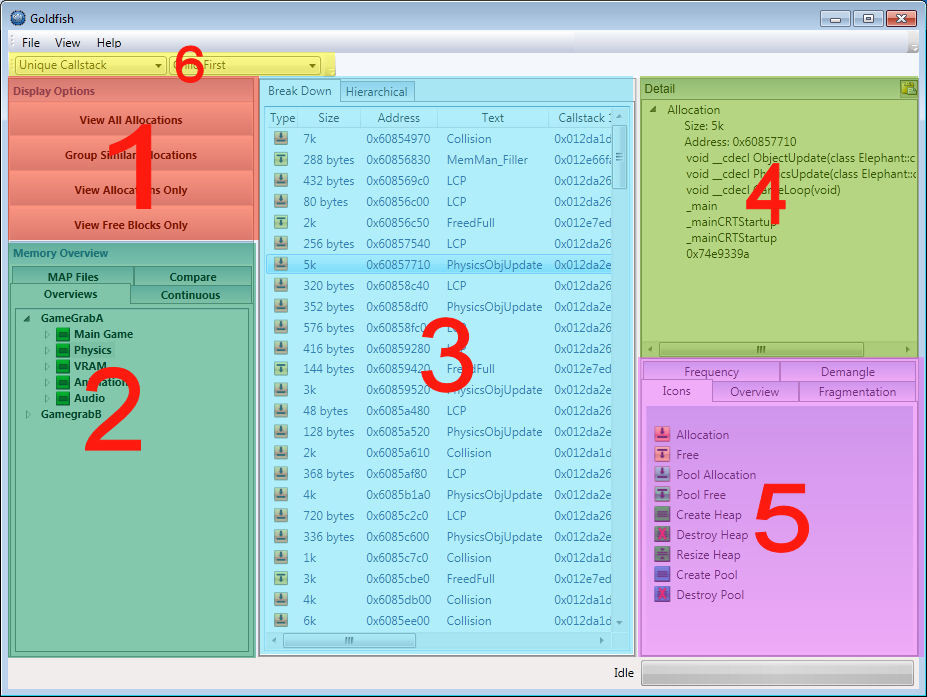 Goldfish
File View Help
Unique Callstack
First
6
Display Options
View All Allocations
Group Similar Allocations
View Allocations Only
View Free Blocks Only
1
Memory Overview
MAP Files Compare
Overviews Continuous
GameGrabA
Main Game
Physics
VRAM
Animation
Audio
GamegrabB
2
Break Down Hierarchical
Type Size Address Text Callstack 1
7k 0x60854970 Collision 0x012da1d
288 bytes 0x60856830 MemMan_Filler 0x012e66fa
432 bytes 0x608569c0 LCP 0x012da26
80 bytes 0x60856c00 LCP 0x012da26
2k 0x60856c50 FreedFull 0x012e7ed
256 bytes 0x60857540 LCP 0x012da26
5k 0x60857710 PhysicsObjUpdate 0x012da2e
320 bytes 0x60858c40 LCP 0x012da26
352 bytes 0x60858df0 PhysicsObjUpdate 0x012da2e
576 bytes 0x60858fc0 LCP 0x012da26
416 bytes 0x60859280 LCP 0x012da26
144 bytes 0x60859420 FreedFull 0x012e7ed
3k 0x60859520 PhysicsObjUpdate 0x012da2e
48 bytes 0x6085a480 LCP 0x012da26
128 bytes 0x6085a520 PhysicsObjUpdate 0x012da2e
2k 0x6085a610 Collision 0x012da1d
368 bytes 0x6085af80 LCP 0x012da26
4k 0x6085b1a0 PhysicsObjUpdate 0x012da2e
720 bytes 0x6085c2c0 LCP 0x012da26
336 bytes 0x6085c600 PhysicsObjUpdate 0x012da2e
1k 0x6085c7c0 Collision 0x012da1d
3k 0x6085cbe0 FreedFull 0x012e7ed
4k 0x6085db00 Collision 0x012da1d
6k 0x6085ee00 Collision 0x012da1d
3
Detail
Allocation
Size: 5k
Address: 0x60857710
void __cdecl ObjectUpdate(class Elephant::c
void __cdecl PhysicsUpdate(class Elephant::c
void __cdecl GameLoop(void)
_main
_mainCRTStartup
_mainCRTStartup
0x74e9339a
4
Frequency Demangle
Icons Overview Fragmentation
Allocation
Free
Pool Allocation
Pool Free
Create Heap
Destroy Heap
Resize Heap
Create Pool
Destroy Pool
5
Idle